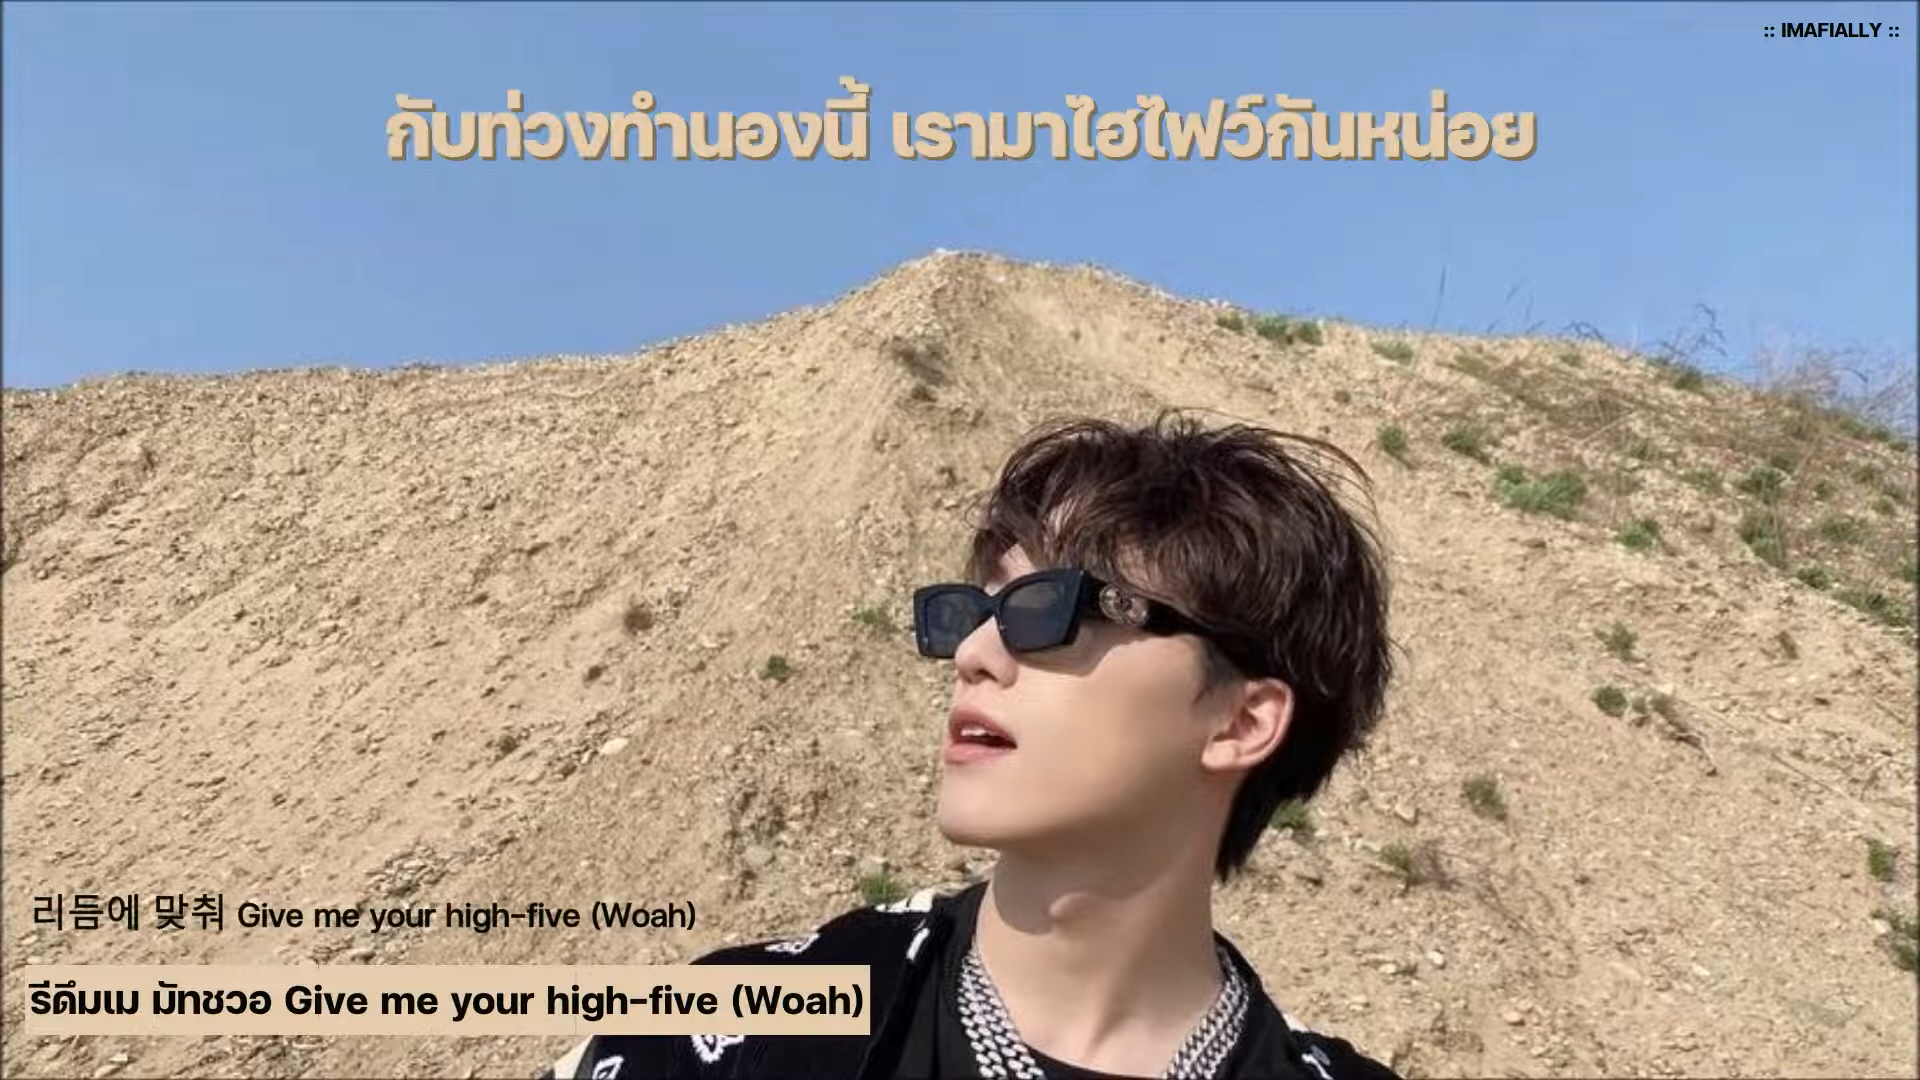 :: IMAFIALLY ::
กับท่วงทำนองนี้ เรามาไฮไฟว์กันหน่อย
리듬에 맞춰 Give me your high-five (Woah)
รีดึมเม มัทชวอ Give me your high-five (Woah)